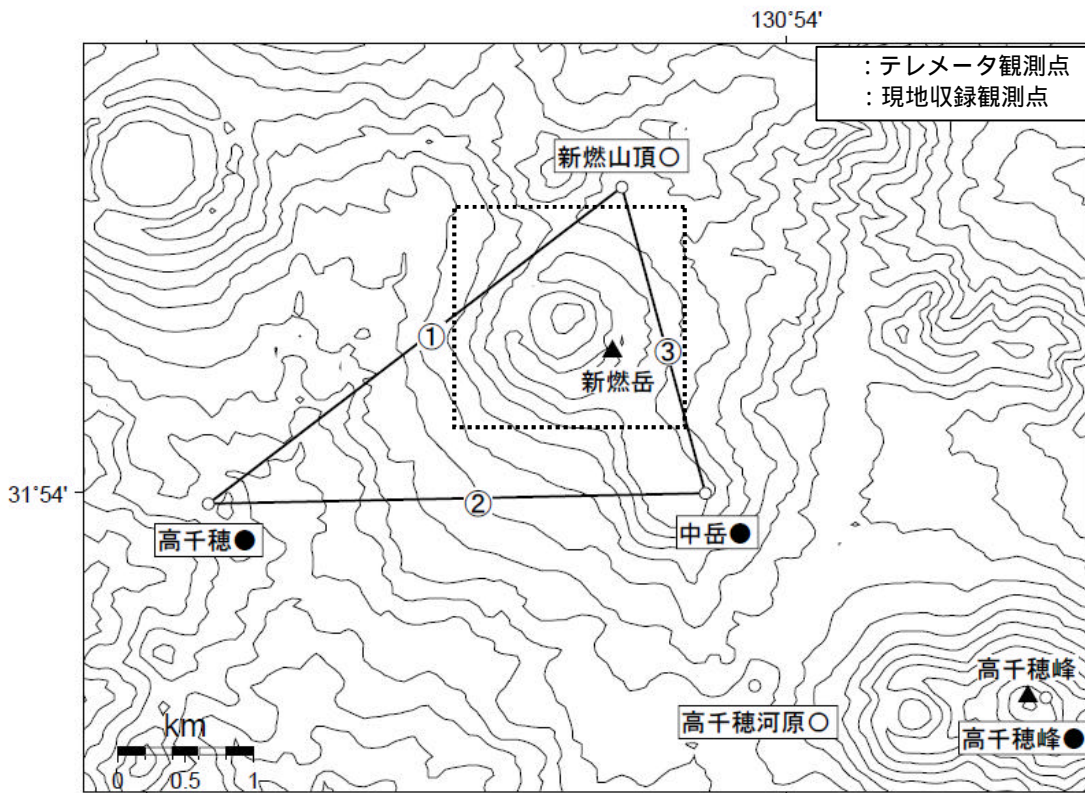 130°54'
：テレメータ観測点
：現地収録観測点
新燃山頂○
①
③
新燃岳
31°54'
②
高千穂●
中岳●
高千穂峰
km
高千穂河原○
高千穂峰●
0 0.5 1